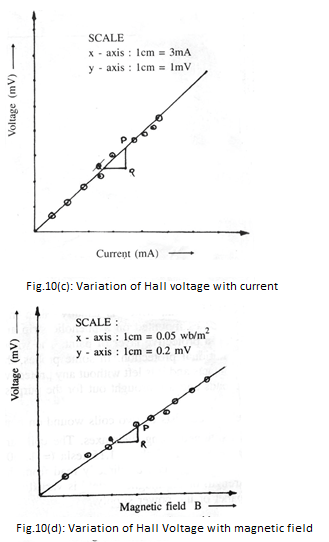 SCALE
x - axis : 1cm = 3mA
y - axis : 1cm = 1mV
Voltage (mV)
P
Q
Current (mA)
Fig.10(c): Variation of Hall voltage with current
SCALE :
x - axis : 1cm = 0.05 wb/m²
y - axis : 1cm = 0.2 mV
Voltage (mV)
P
R
Magnetic field B
Fig.10(d): Variation of Hall Voltage with magnetic field